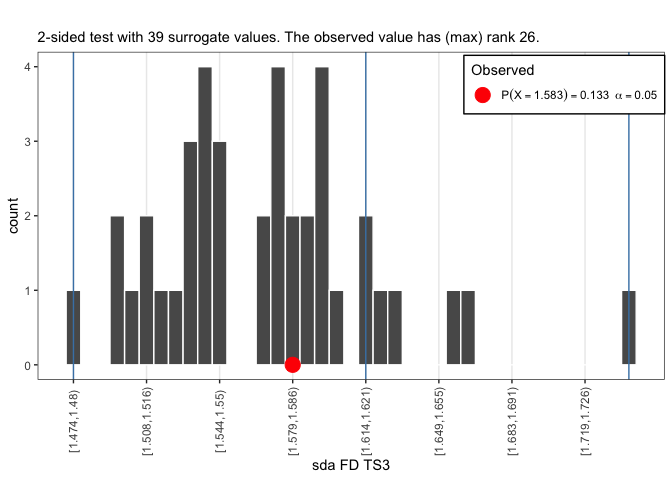 2-sided test with 39 surrogate values. The observed value has (max) rank 26.
Observed
P(X = 1.583) = 0.133 α = 0.05
count
4
3
2
1
0
[1.474,1.48)
[1.508,1.516)
[1.544,1.55)
[1.579,1.586)
[1.614,1.621)
[1.649,1.655)
[1.683,1.691)
[1.719,1.726)
sda FD TS3